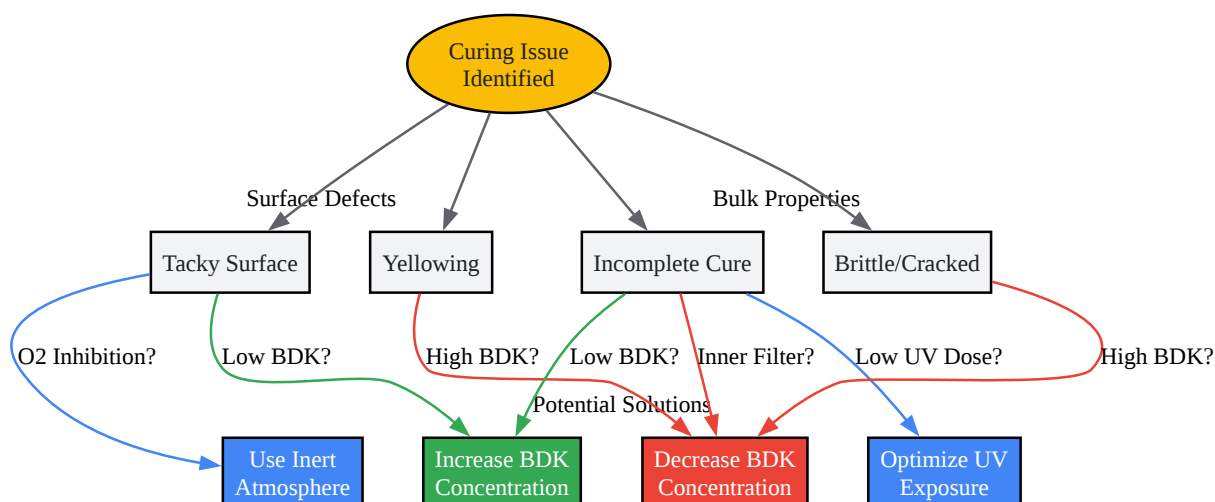 Curing Issue
Identified
Surface Defects
Bulk Properties
Tacky Surface
Yellowing
Incomplete Cure
Brittle/Cracked
O2 Inhibition?
Low BDK?
High BDK?
Low BDK?
Inner Filter?
Low UV Dose?
High BDK?
Potential Solutions
Use Inert
Atmosphere
Increase BDK
Concentration
Decrease BDK
Concentration
Optimize UV
Exposure